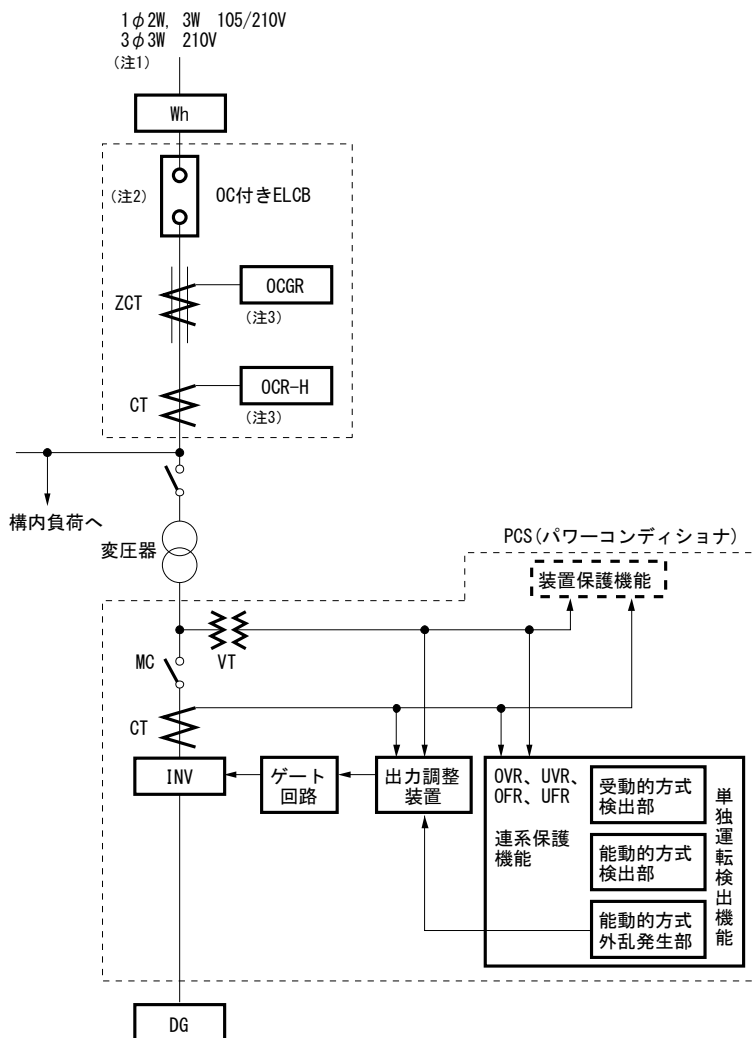 1φ2W, 3W 105/210V
3φ3W 210V
(注1)
Wh
(注2)
OC付きELCB
ZCT
OCGR
(注3)
CT
OCR-H
(注3)
構内負荷へ
変圧器
PCS(パワーコンディショナ)
装置保護機能
MC
VT
CT
INV
ゲート
回路
出力調整
装置
OVR、UVR、
OFR、UFR
連系保護
機能
受動的方式
検出部
能動的方式
検出部
能動的方式
外乱発生部
単独運転検出機能
DG